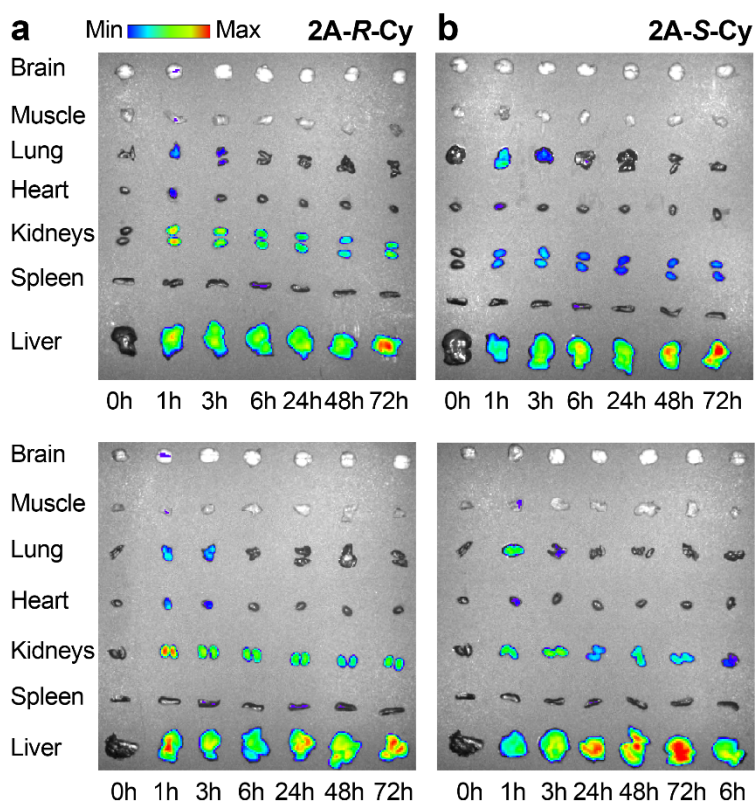 a Min Max 2A-R-Cy b 2A-S-Cy
Brain
Muscle
Lung
Heart
Kidneys
Spleen
Liver
0h 1h 3h 6h 24h 48h 72h 0h 1h 3h 6h 24h 48h 72h
Brain
Muscle
Lung
Heart
Kidneys
Spleen
Liver
0h 1h 3h 6h 24h 48h 72h 0h 1h 3h 24h 48h 72h 6h